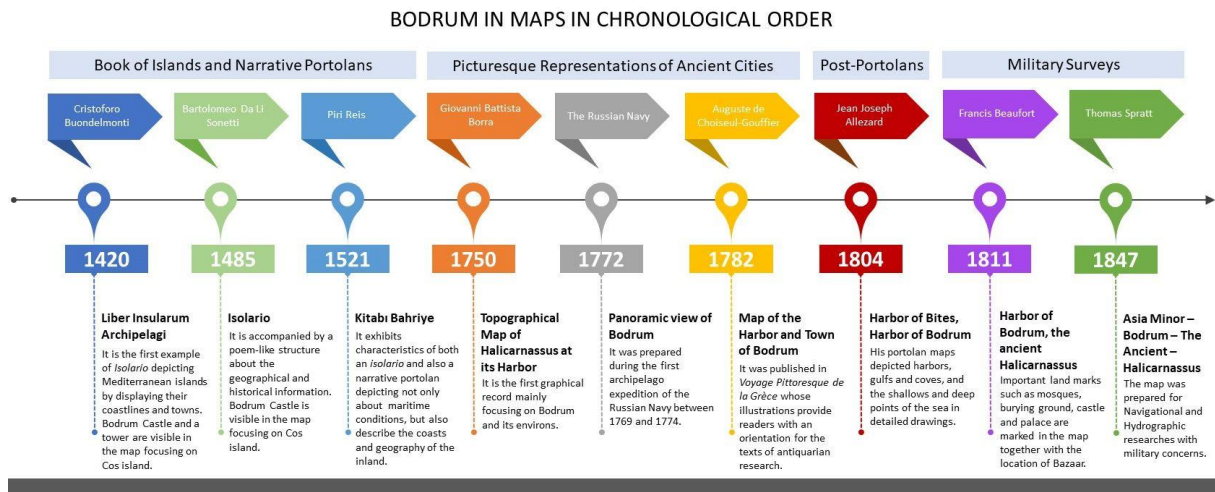 BODRUM IN MAPS IN CHRONOLOGICAL ORDER
Book of Islands and Narrative Portolans
Picturesque Representations of Ancient Cities
Post-Portolans
Military Surveys
Cristoforo
Buondelmonti
Bartolomeo Da Li
Sonetti
Piri Reis
Giovanni Battista
Borra
The Russian Navy
Auguste de
Choiseul-Gouffier
Jean Joseph
Allezard
Francis Beaufort
Thomas Spratt
1420
1485
1521
1750
1772
1782
1804
1811
1847
Liber Insularum
Archipelagi
It is the first example
of Isolario depicting
Mediterranean islands
by displaying their
coastlines and towns.
Bodrum Castle and a
tower are visible in
the map focusing on
Cos island.
Isolario
It is accompanied by a
poem-like structure
about the
geographical and
historical information.
Bodrum Castle is
visible in the map
focusing on Cos
island.
Kitabı Bahriye
It exhibits
characteristics of both
an isolario and also a
narrative portolan
depicting not only
about maritime
conditions, but also
describe the coasts
and geography of the
inland.
Topographical
Map of
Halicarnassus at
its Harbor
It is the first graphical
record mainly
focusing on Bodrum
and its environs.
Panoramic view of
Bodrum
It was prepared
during the first
archipelago
expedition of the
Russian Navy between
1769 and 1774.
Map of the
Harbor and Town
of Bodrum
It was published in
Voyage Pittoresque de
la Grèce whose
illustrations provide
readers with an
orientation for the
texts of antiquarian
research.
Harbor of Bites,
Harbor of Bodrum
His portolan maps
depicted harbors,
gulfs and coves, and
the shallows and deep
points of the sea in
detailed drawings.
Harbor of
Bodrum, the
ancient
Halicarnassus
Important land marks
such as mosques,
burying ground, castle
and palace are
marked in the map
together with the
location of Bazaar.
Asia Minor –
Bodrum – The
Ancient –
Halicarnassus
The map was
prepared for
Navigational and
Hydrographic
researches with
military concerns.